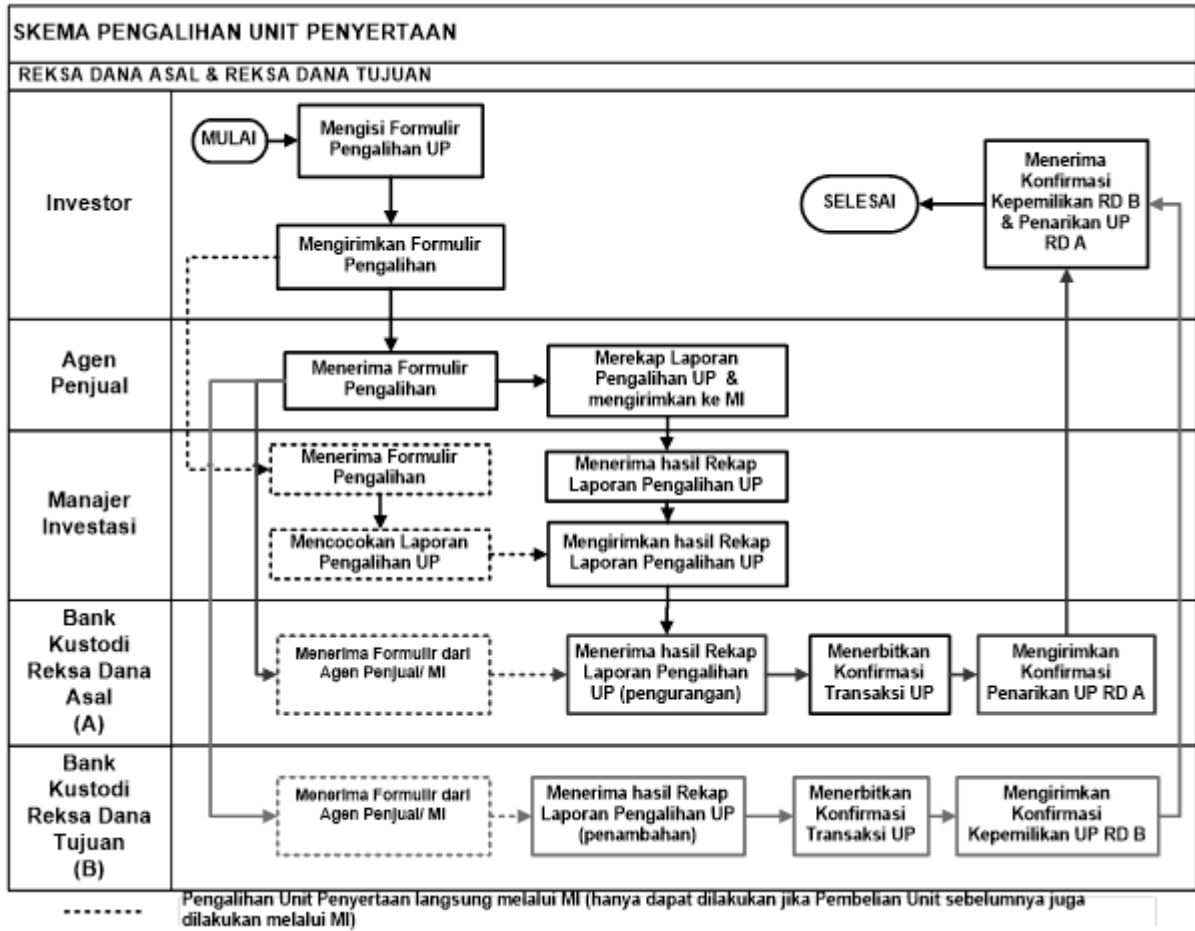 SKEMA PENGALIHAN UNIT PENYERTAAN
REKSA DANA ASAL & REKSA DANA TUJUAN
Investor
MULAI
Mengisi Formulir
Pengalihan UP
Mengirimkan Formulir
Pengalihan
SELESAI
Menerima
Konfirmasi
Kepemilikan RD B
& Penarikan UP
RD A
Agen
Penjual
Menerima Formulir
Pengalihan
Merekap Laporan
Pengalihan UP &
mengirimkan ke MI
Manajer
Investasi
Menerima Formulir
Pengalihan
Menerima hasil Rekap
Laporan Pengalihan UP
Mencocokan Laporan
Pengalihan UP
Mengirimkan hasil Rekap
Laporan Pengalihan UP
Bank
Kustodi
Reksa Dana
Asal
(A)
Menerima Formulir dari
Agen Penjual/ MI
Menerima hasil Rekap
Laporan Pengalihan
UP (pengurangan)
Menerbitkan
Konfirmasi
Transaksi UP
Mengirimkan
Konfirmasi
Penarikan UP RD A
Bank
Kustodi
Reksa Dana
Tujuan
(B)
Menerima Formulir dari
Agen Penjual/ MI
Menerima hasil Rekap
Laporan Pengalihan UP
(penambahan)
Menerbitkan
Konfirmasi
Transaksi UP
Mengirimkan
Konfirmasi
Kepemilikan UP RD B
Pengalihan Unit Penyertaan langsung melalui MI (hanya dapat dilakukan jika Pembelian Unit sebelumnya juga
dilakukan melalui MI)